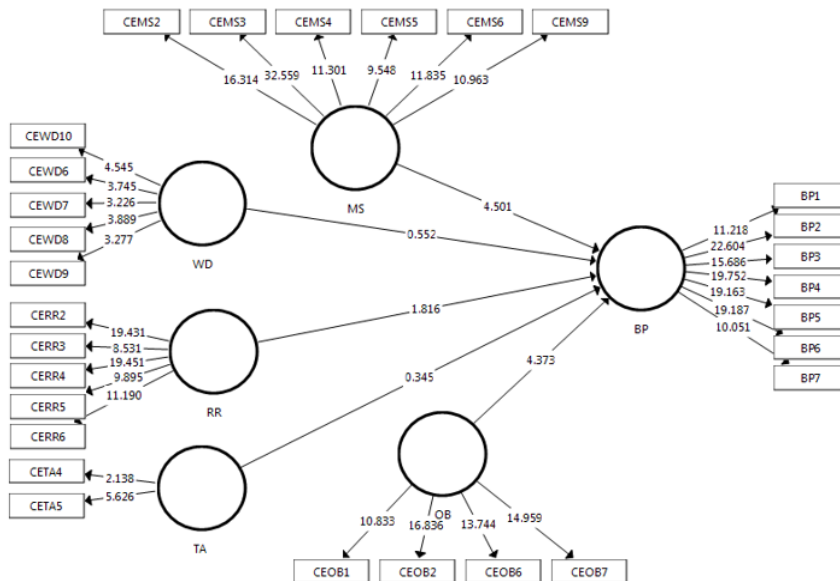 CEMS2 CEMS3 CEMS4 CEMS5 CEMS6 CEMS9
16.314 32.559 11.301 9.548 11.835 10.963
MS
CEWD10
CEWD6
CEWD7
CEWD8
CEWD9
4.545
3.745
3.226
3.889
3.277
WD
4.501
0.552
1.816
0.345
4.373
BP
BP1
BP2
BP3
BP4
BP5
BP6
BP7
11.218
22.604
15.686
19.752
19.163
19.187
10.051
CERR2
CERR3
CERR4
CERR5
CERR6
19.431
8.531
19.451
9.895
11.190
RR
CETA4
CETA5
2.138
5.626
TA
OB
10.833 16.836 13.744 14.959
CEOB1 CEOB2 CEOB6 CEOB7